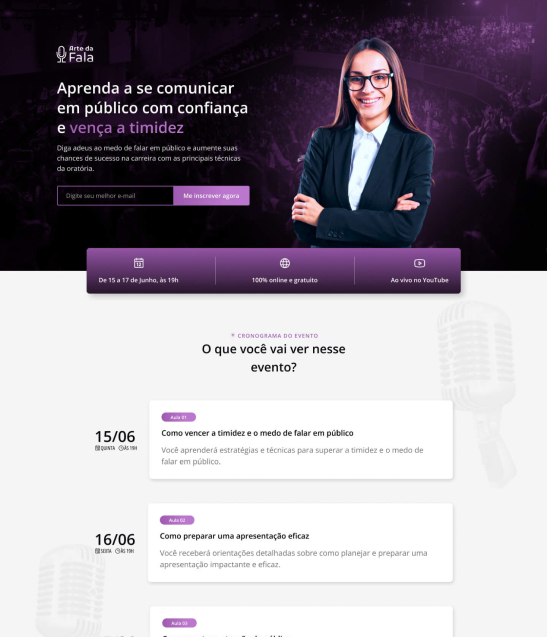 Arte da
Fala
Aprenda a se comunicar
em público com confiança
e vença a timidez
Diga adeus ao medo de falar em público e aumente suas
chances de sucesso na carreira com as principais técnicas
da oratória.
Digite seu melhor e-mail
Me inscrever agora
12
De 15 a 17 de Junho, às 19h
100% online e gratuito
Ao vivo no YouTube
CRONOGRAMA DO EVENTO
O que você vai ver nesse
evento?
Aula 01
15/06
QUINTA ÀS 19H
Como vencer a timidez e o medo de falar em público
Você aprenderá estratégias e técnicas para superar a timidez e o medo de
falar em público.
Aula 02
16/06
SEXTA ÀS 19H
Como preparar uma apresentação eficaz
Você receberá orientações detalhadas sobre como planejar e preparar uma
apresentação impactante e eficaz.
Aula 03